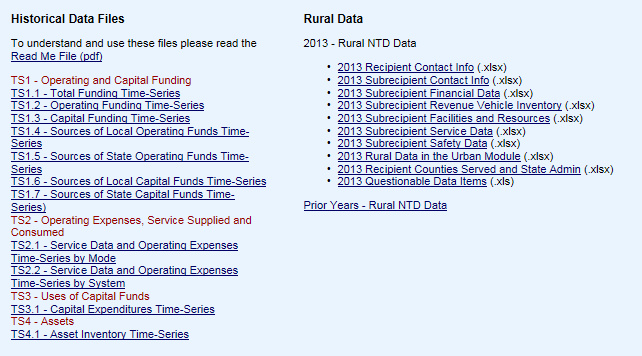 Historical Data Files
To understand and use these files please read the
Read Me File (pdf)
TS1 - Operating and Capital Funding
TS1.1 - Total Funding Time-Series
TS1.2 - Operating Funding Time-Series
TS1.3 - Capital Funding Time-Series
TS1.4 - Sources of Local Operating Funds Time-
Series
TS1.5 - Sources of State Operating Funds Time-
Series
TS1.6 - Sources of Local Capital Funds Time-Series
TS1.7 - Sources of State Capital Funds Time-
Series)
TS2 - Operating Expenses, Service Supplied and
Consumed
TS2.1 - Service Data and Operating Expenses
Time-Series by Mode
TS2.2 - Service Data and Operating Expenses
Time-Series by System
TS3 - Uses of Capital Funds
TS3.1 - Capital Expenditures Time-Series
TS4 - Assets
TS4.1 - Asset Inventory Time-Series
Rural Data
2013 - Rural NTD Data
• 2013 Recipient Contact Info (.xlsx)
• 2013 Subrecipient Contact Info (.xlsx)
• 2013 Subrecipient Financial Data (.xlsx)
• 2013 Subrecipient Revenue Vehicle Inventory (.xlsx)
• 2013 Subrecipient Facilities and Resources (.xlsx)
• 2013 Subrecipient Service Data (.xlsx)
• 2013 Subrecipient Safety Data (.xlsx)
• 2013 Rural Data in the Urban Module (.xlsx)
• 2013 Recipient Counties Served and State Admin (.xlsx)
• 2013 Questionable Data Items (.xls)
Prior Years - Rural NTD Data